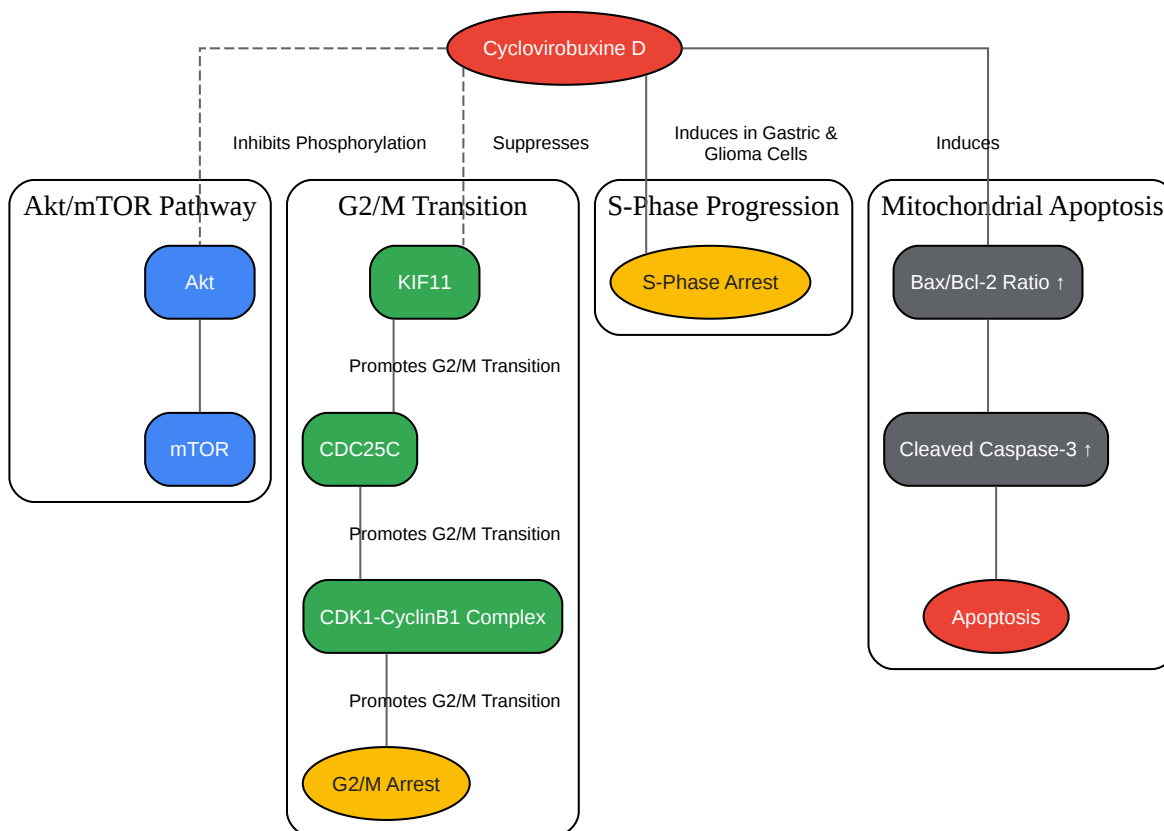 Cyclovirobuxine D
Inhibits Phosphorylation
Suppresses
Induces in Gastric &
Glioma Cells
Induces
Akt/mTOR Pathway
G2/M Transition
S-Phase Progression
Mitochondrial Apoptosis
Akt
KIF11
S-Phase Arrest
Bax/Bcl-2 Ratio ↑
Promotes G2/M Transition
mTOR
CDC25C
Cleaved Caspase-3 ↑
Promotes G2/M Transition
CDK1-CyclinB1 Complex
Apoptosis
Promotes G2/M Transition
G2/M Arrest